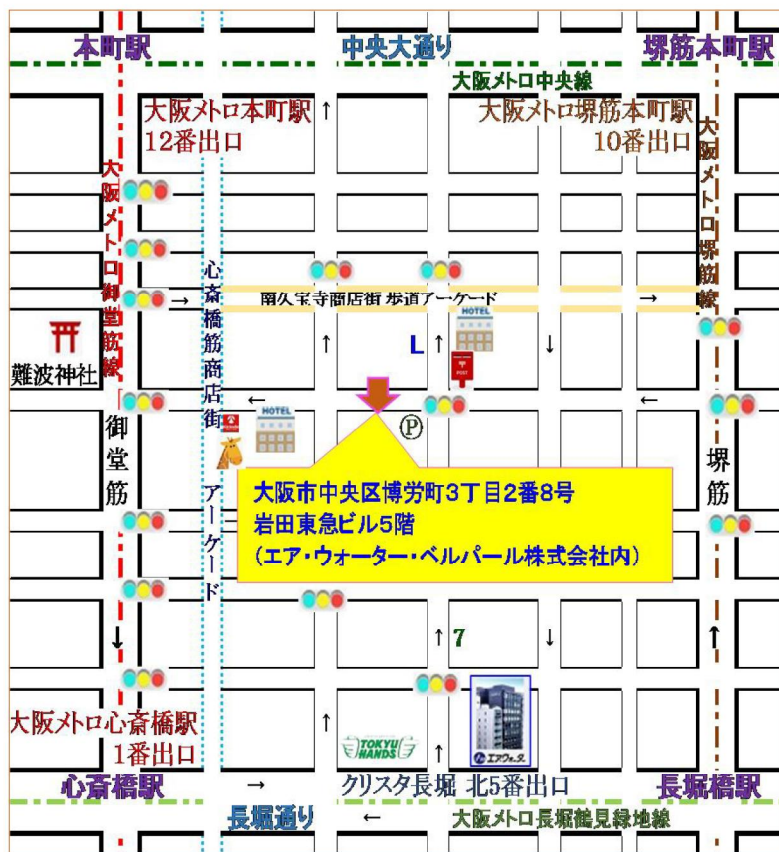 本町駅
中央大通り
堺筋本町駅
大阪メトロ中央線
大阪メトロ本町駅
12番出口
大阪メトロ堺筋本町駅
10番出口
大阪メトロ御堂筋線
大阪メトロ堺筋線
心斎橋筋商店街 アーケード
南久宝寺商店街 歩道アーケード
HOTEL
L
POST
難波神社
P
HOTEL
御堂筋
堺筋
大阪市中央区博労町3丁目2番8号
岩田東急ビル5階
(エア・ウォーター・ベルパール株式会社内)
7
大阪メトロ心斎橋駅
1番出口
TOKYU
HANDS
エア・ウォーター
心斎橋駅
クリスタ長堀 北5番出口
長堀橋駅
長堀通り
大阪メトロ長堀鶴見緑地線